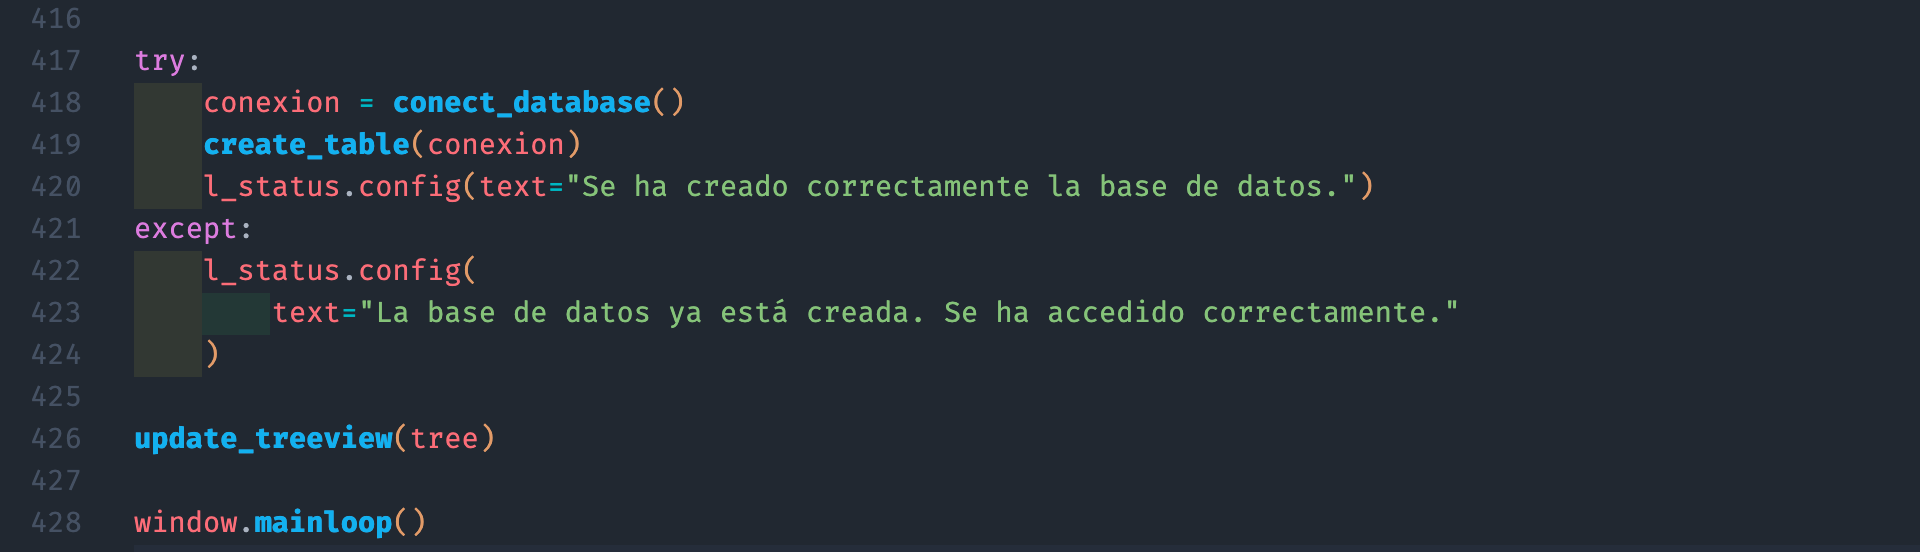 416
417 try:
418     conexion = conect_database()
419     create_table(conexion)
420     l_status.config(text="Se ha creado correctamente la base de datos.")
421 except:
422     l_status.config(
423         text="La base de datos ya está creada. Se ha accedido correctamente."
424     )
425
426 update_treeview(tree)
427
428 window.mainloop()